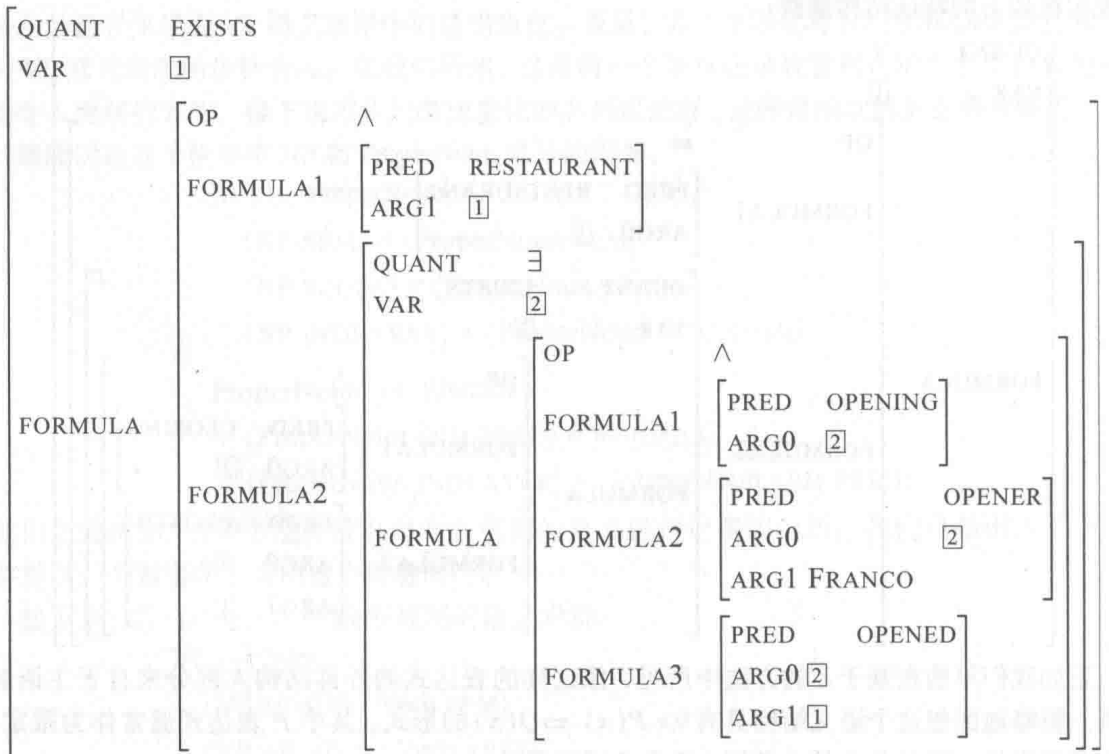 QUANT EXISTS
VAR 1
OP ∧
FORMULA1
PRED RESTAURANT
ARG1 1
QUANT ∃
VAR 2
OP ∧
FORMULA1
PRED OPENING
ARG0 2
FORMULA
FORMULA2
FORMULA
FORMULA2
PRED OPENER
ARG0 2
ARG1 FRANCO
FORMULA3
PRED OPENED
ARG0 2
ARG1 1